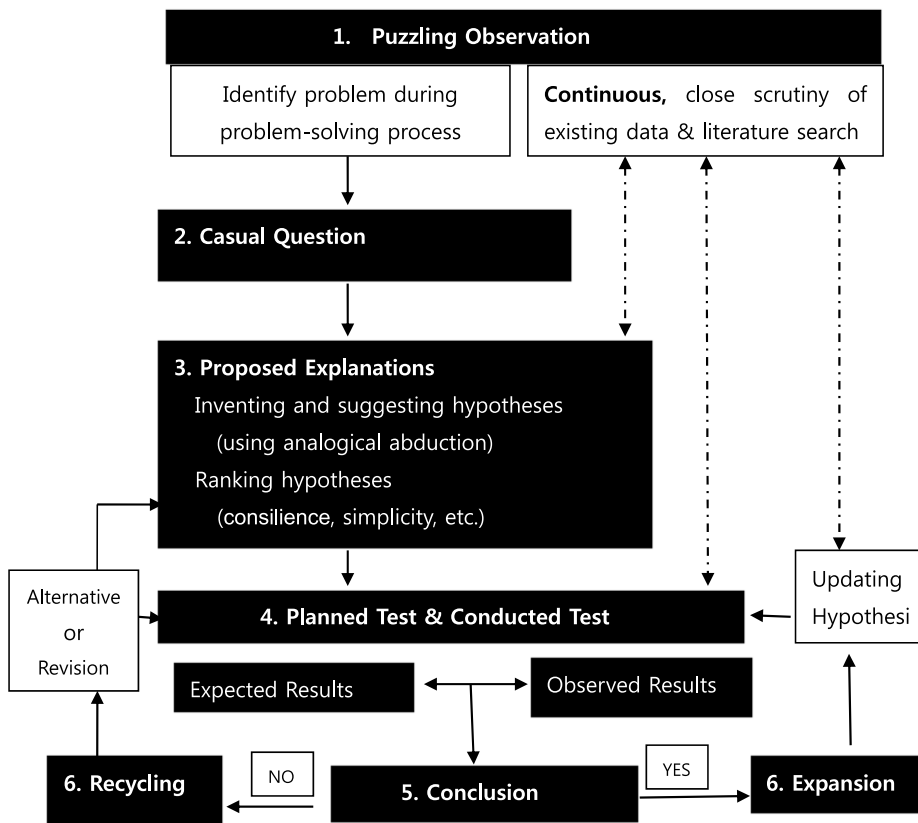 1. Puzzling Observation
Identify problem during
problem-solving process
Continuous, close scrutiny of
existing data & literature search
2. Casual Question
3. Proposed Explanations
Inventing and suggesting hypotheses
(using analogical abduction)
Ranking hypotheses
(consilience, simplicity, etc.)
Alternative
or
Revision
4. Planned Test & Conducted Test
Updating
Hypothesi
Expected Results
Observed Results
6. Recycling
NO
5. Conclusion
YES
6. Expansion